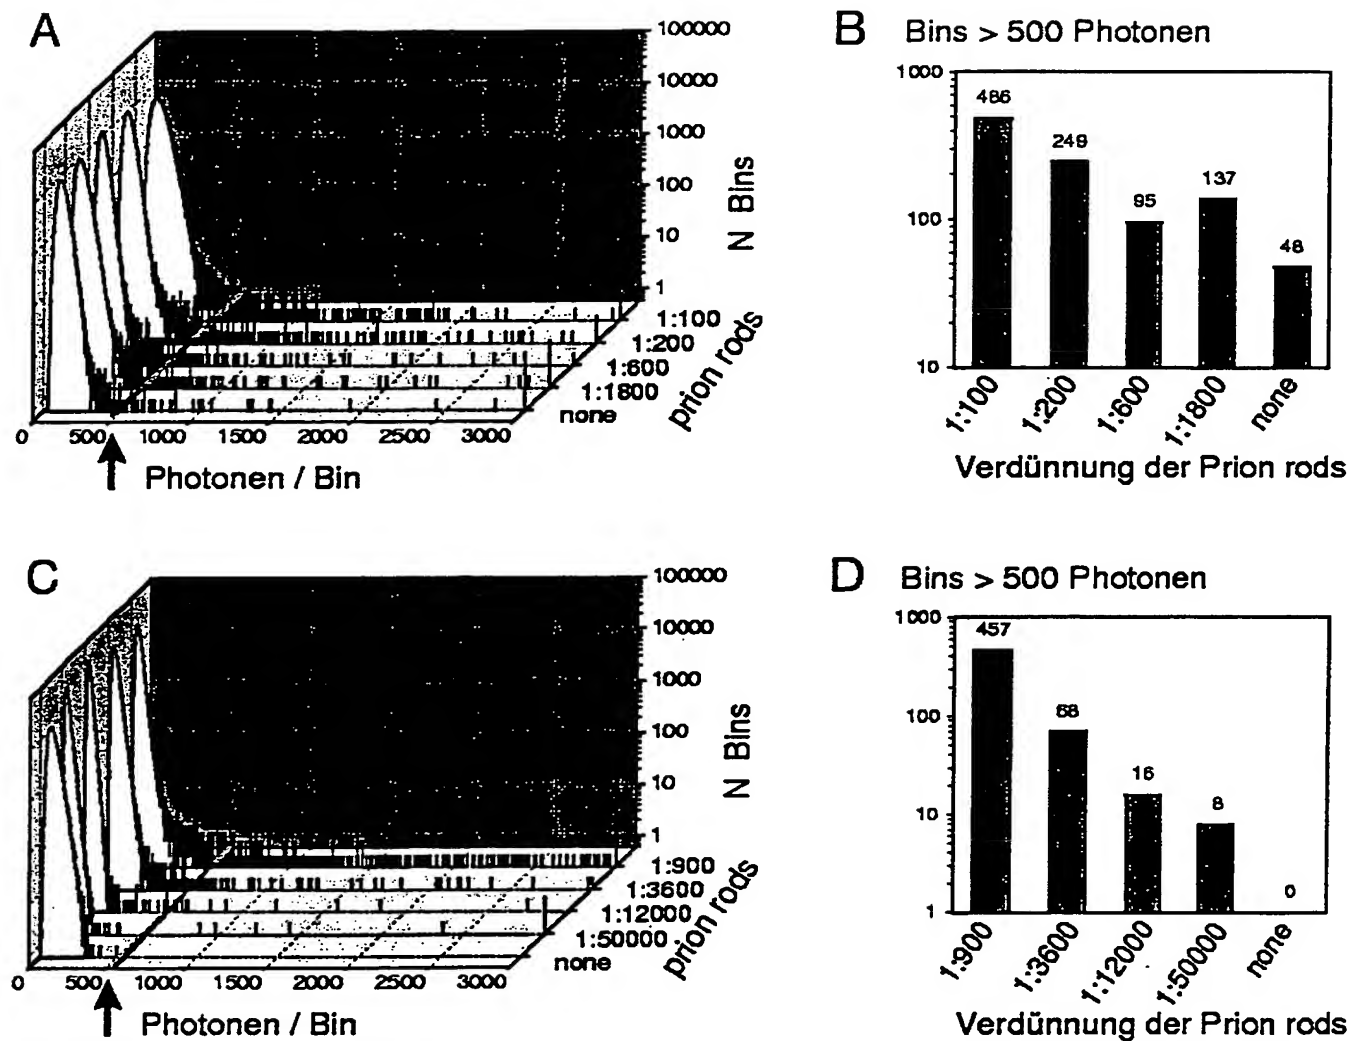 A
100000
10000
1000
100
10
1
N Bins
1:100
1:200
1:600
1:1800
none
prion rods
0 500 1000 1500 2000 2500 3000
Photonen / Bin
B Bins > 500 Photonen
1000
100
10
486
249
95
137
48
1:100
1:200
1:600
1:1800
none
Verdünnung der Prion rods
C
100000
10000
1000
100
10
1
N Bins
1:900
1:3600
1:12000
1:50000
none
prion rods
0 500 1000 1500 2000 2500 3000
Photonen / Bin
D Bins > 500 Photonen
1000
100
10
1
457
68
16
8
0
1:900
1:3600
1:12000
1:50000
none
Verdünnung der Prion rods